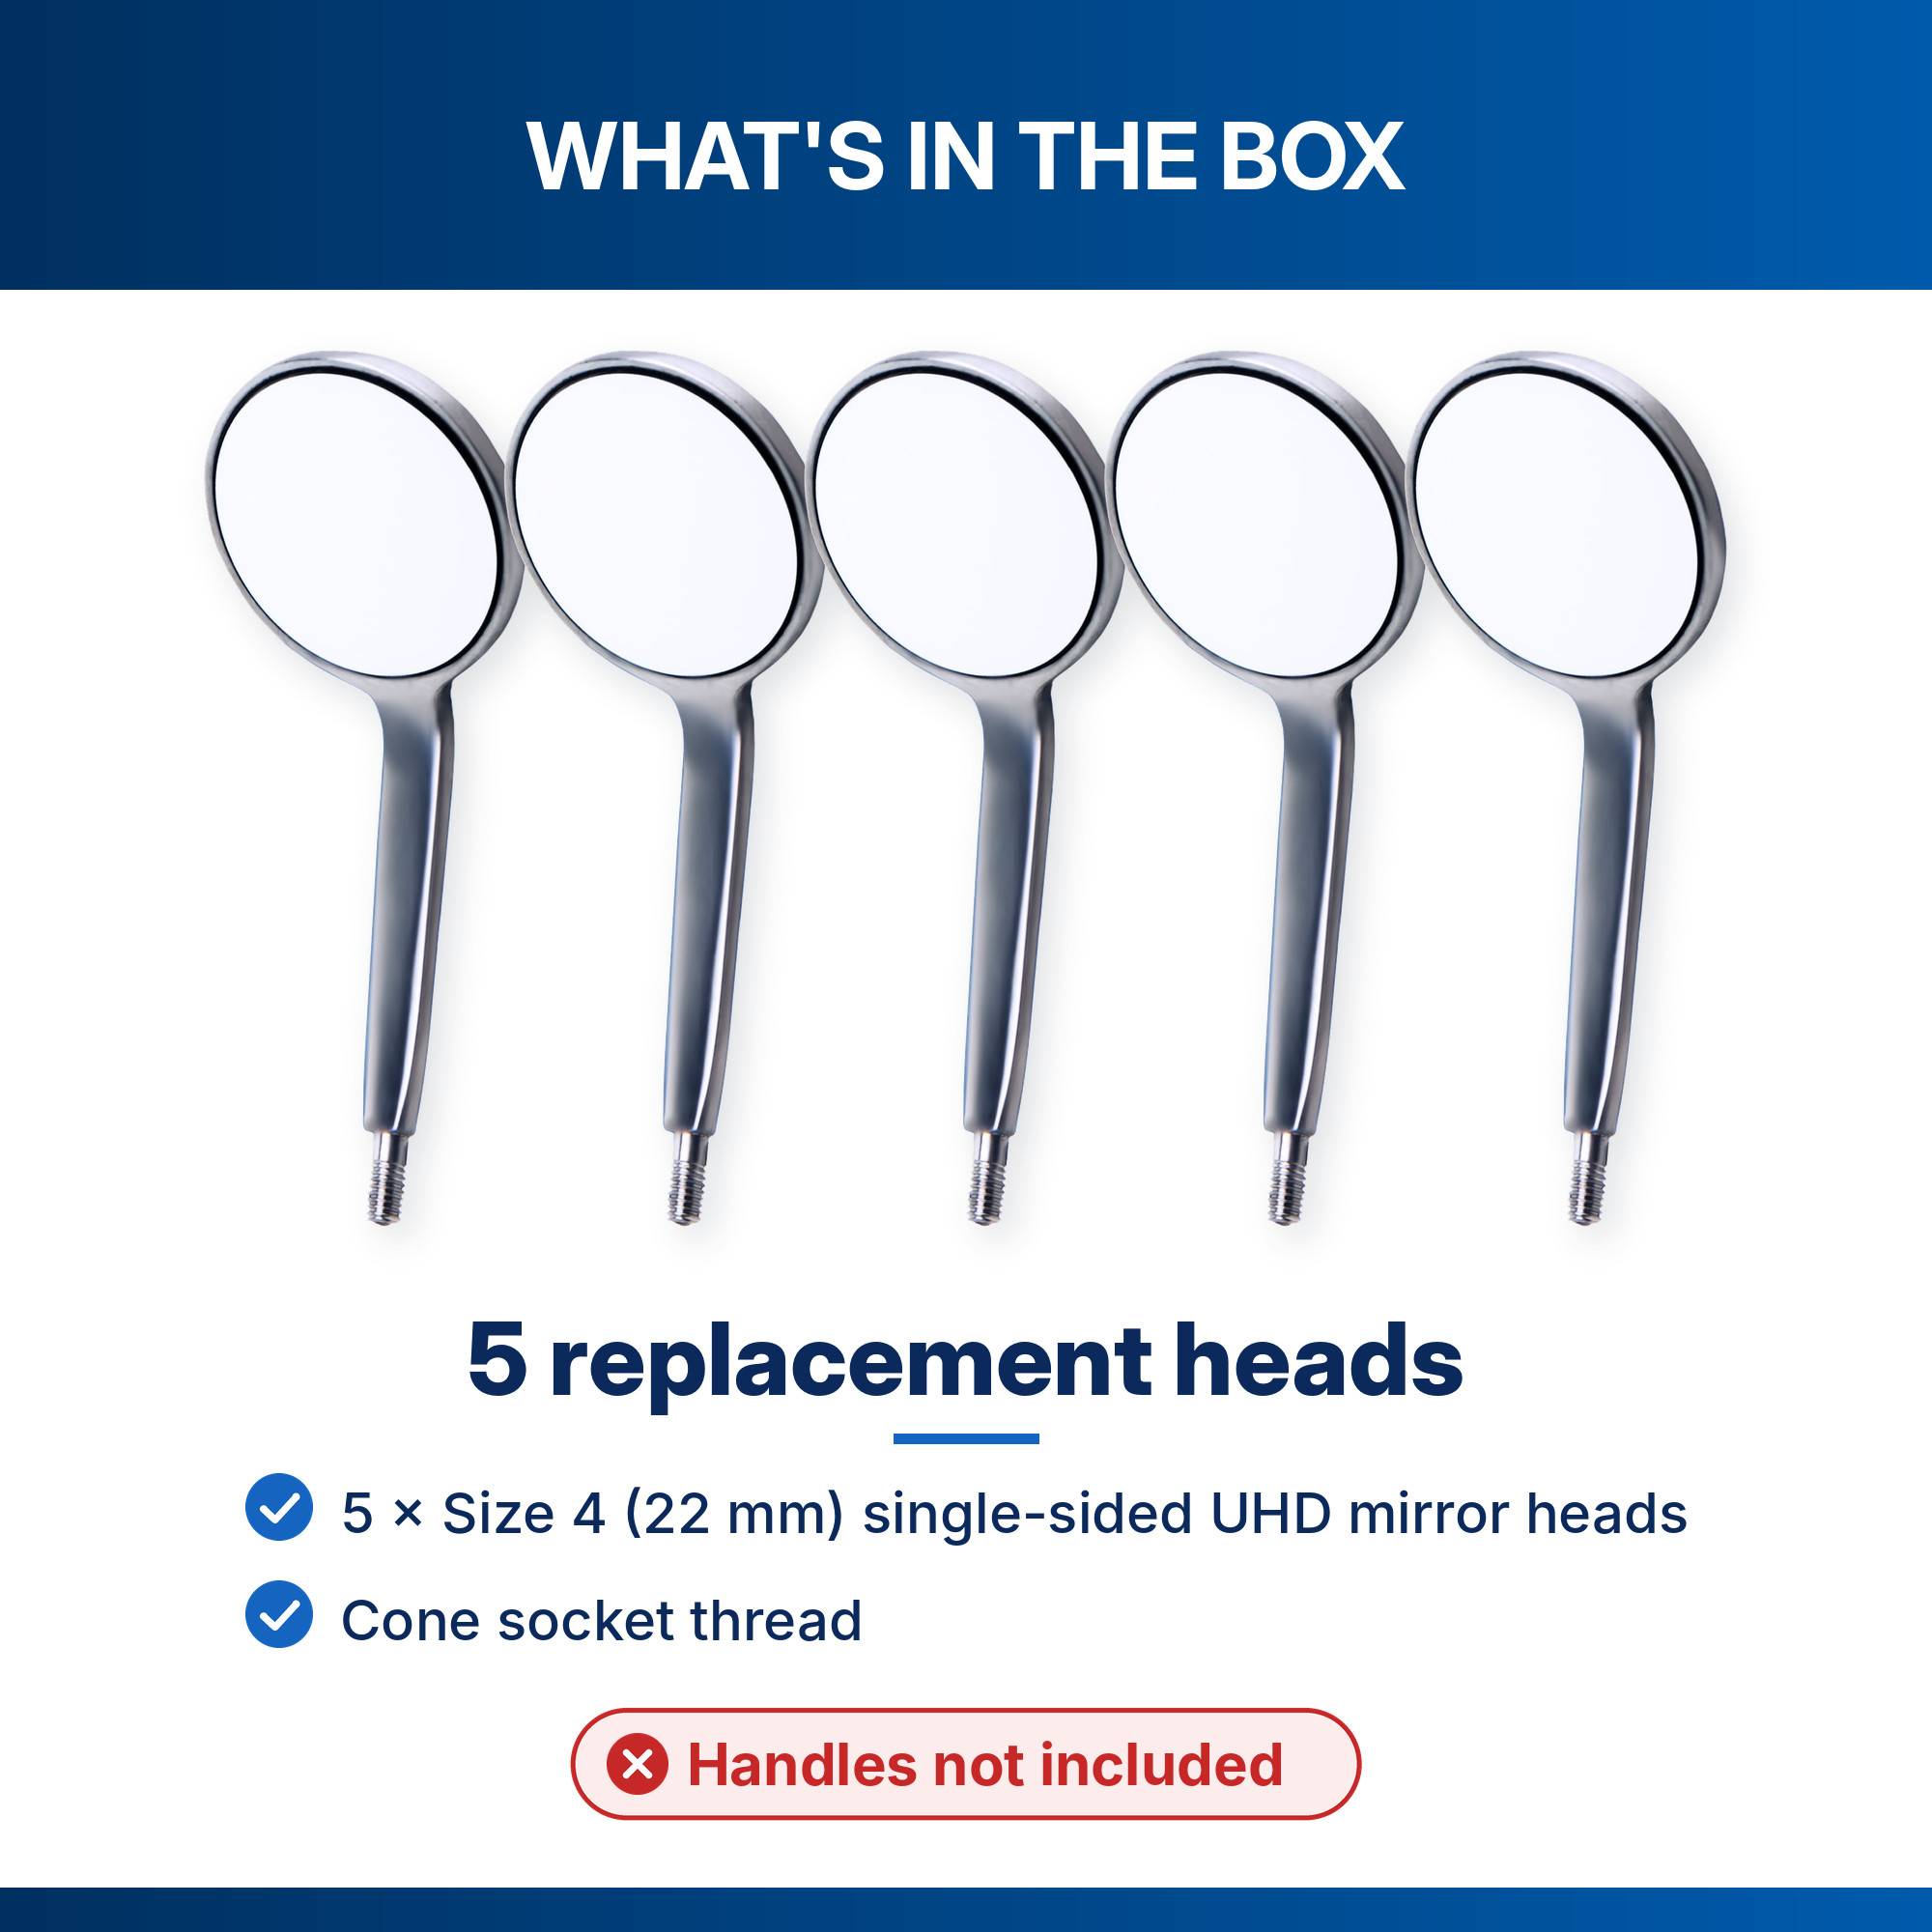 WHAT'S IN THE BOX
5 replacement heads
5 × Size 4 (22 mm) single-sided UHD mirror heads
Cone socket thread
Handles not included